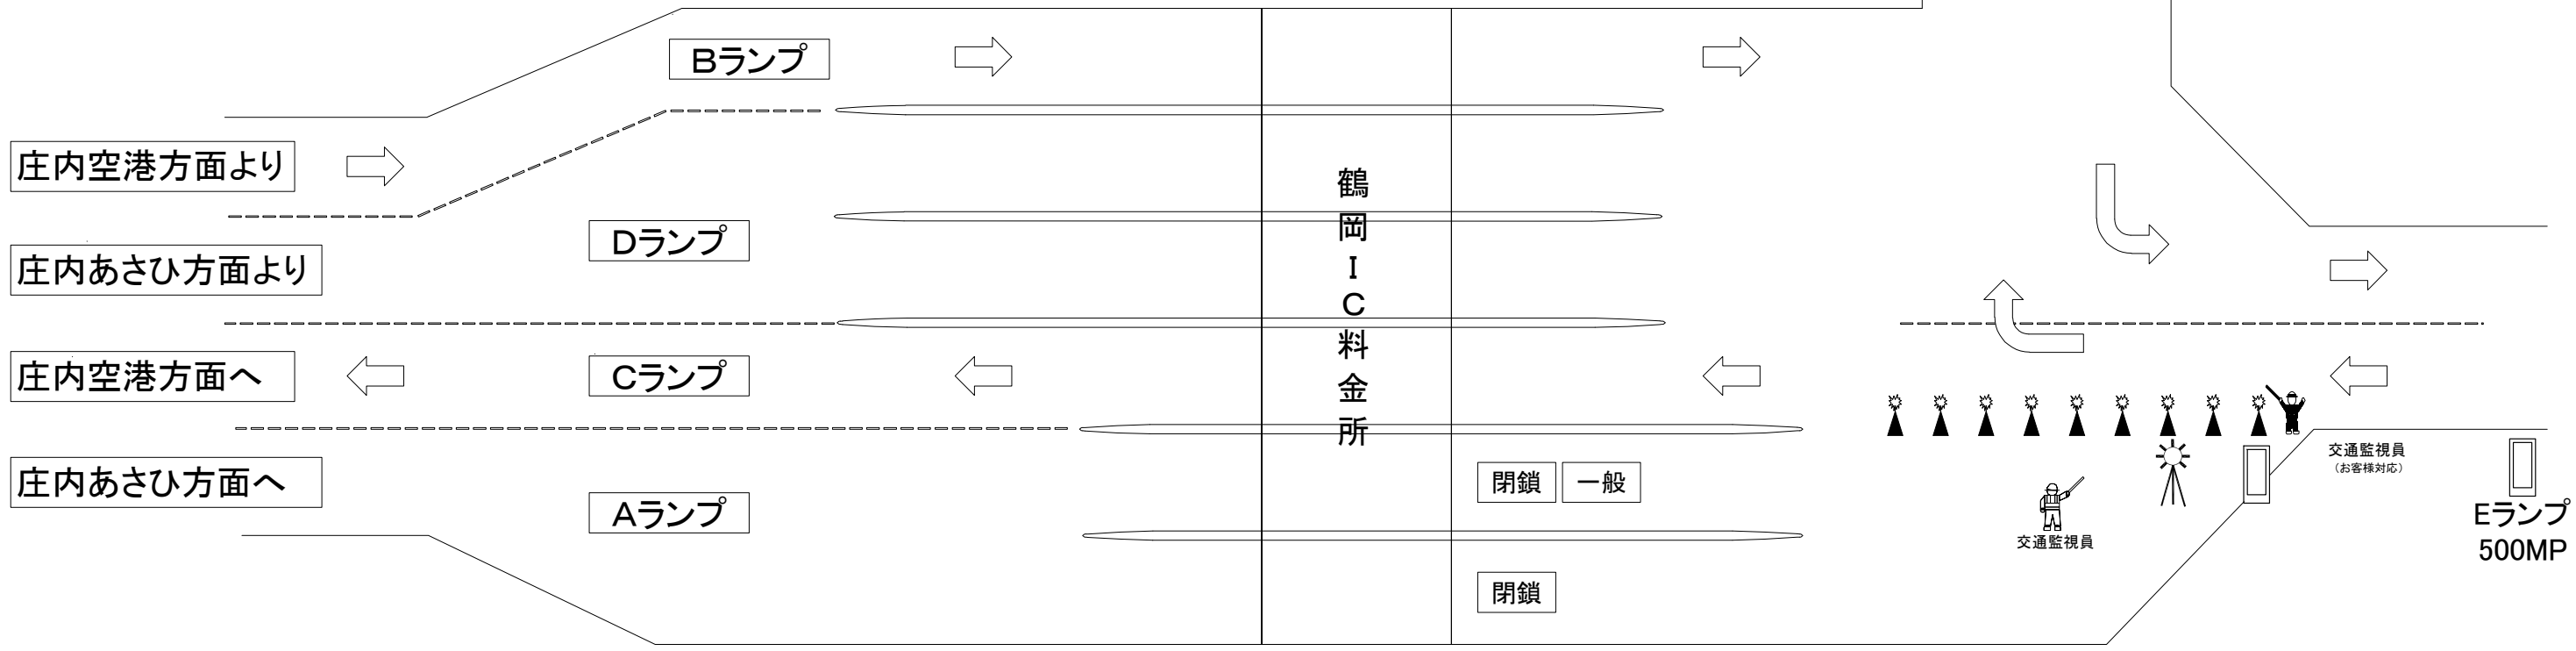 Bランプ
庄内空港方面より
Dランプ
庄内あさひ方面より
鶴岡IC料金所
Cランプ
庄内空港方面へ
Aランプ
庄内あさひ方面へ
閉鎖 一般
閉鎖
交通監視員
交通監視員
（お客様対応）
Eランプ
500MP